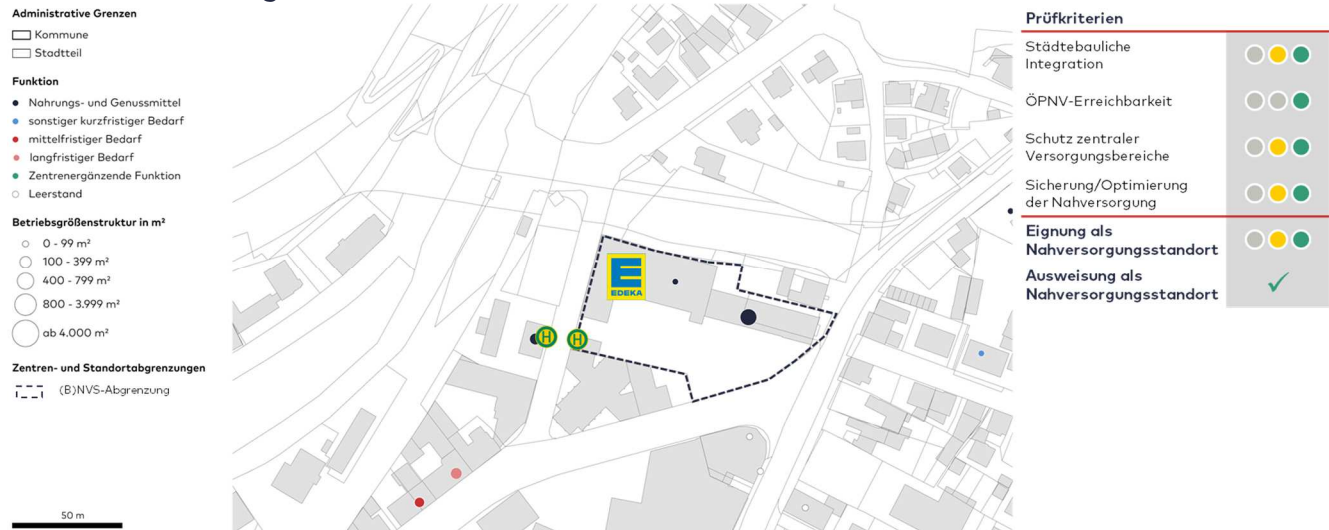 Administrative Grenzen
Kommune
Stadtteil
Funktion
Nahrungs- und Genussmittel
sonstiger kurzfristiger Bedarf
mittelfristiger Bedarf
langfristiger Bedarf
Zentrenergänzende Funktion
Leerstand
Betriebsgrößenstruktur in m²
0 - 99 m²
100 - 399 m²
400 - 799 m²
800 - 3.999 m²
ab 4.000 m²
Zentren- und Standortabgrenzungen
(B)NVS-Abgrenzung
50 m
E
EDEKA
H
H
Prüfkriterien
Städtebauliche
Integration
ÖPNV-Erreichbarkeit
Schutz zentraler
Versorgungsbereiche
Sicherung/Optimierung
der Nahversorgung
Eignung als
Nahversorgungsstandort
Ausweisung als
Nahversorgungsstandort